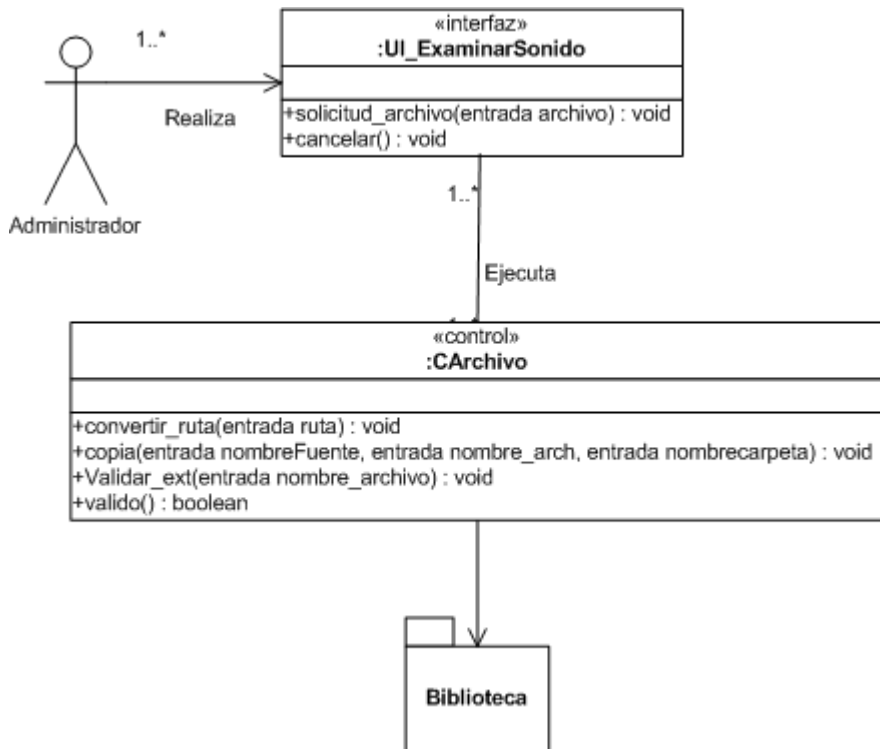 «interfaz»
:UI_ExaminarSonido
1..*
Realiza
+solicitud_archivo(entrada archivo) : void
+cancelar() : void
Administrador
1..*
Ejecuta
«control»
:CArchivo
+convertir_ruta(entrada ruta) : void
+copia(entrada nombreFuente, entrada nombre_arch, entrada nombrecarpeta) : void
+Validar_ext(entrada nombre_archivo) : void
+valido() : boolean
Biblioteca